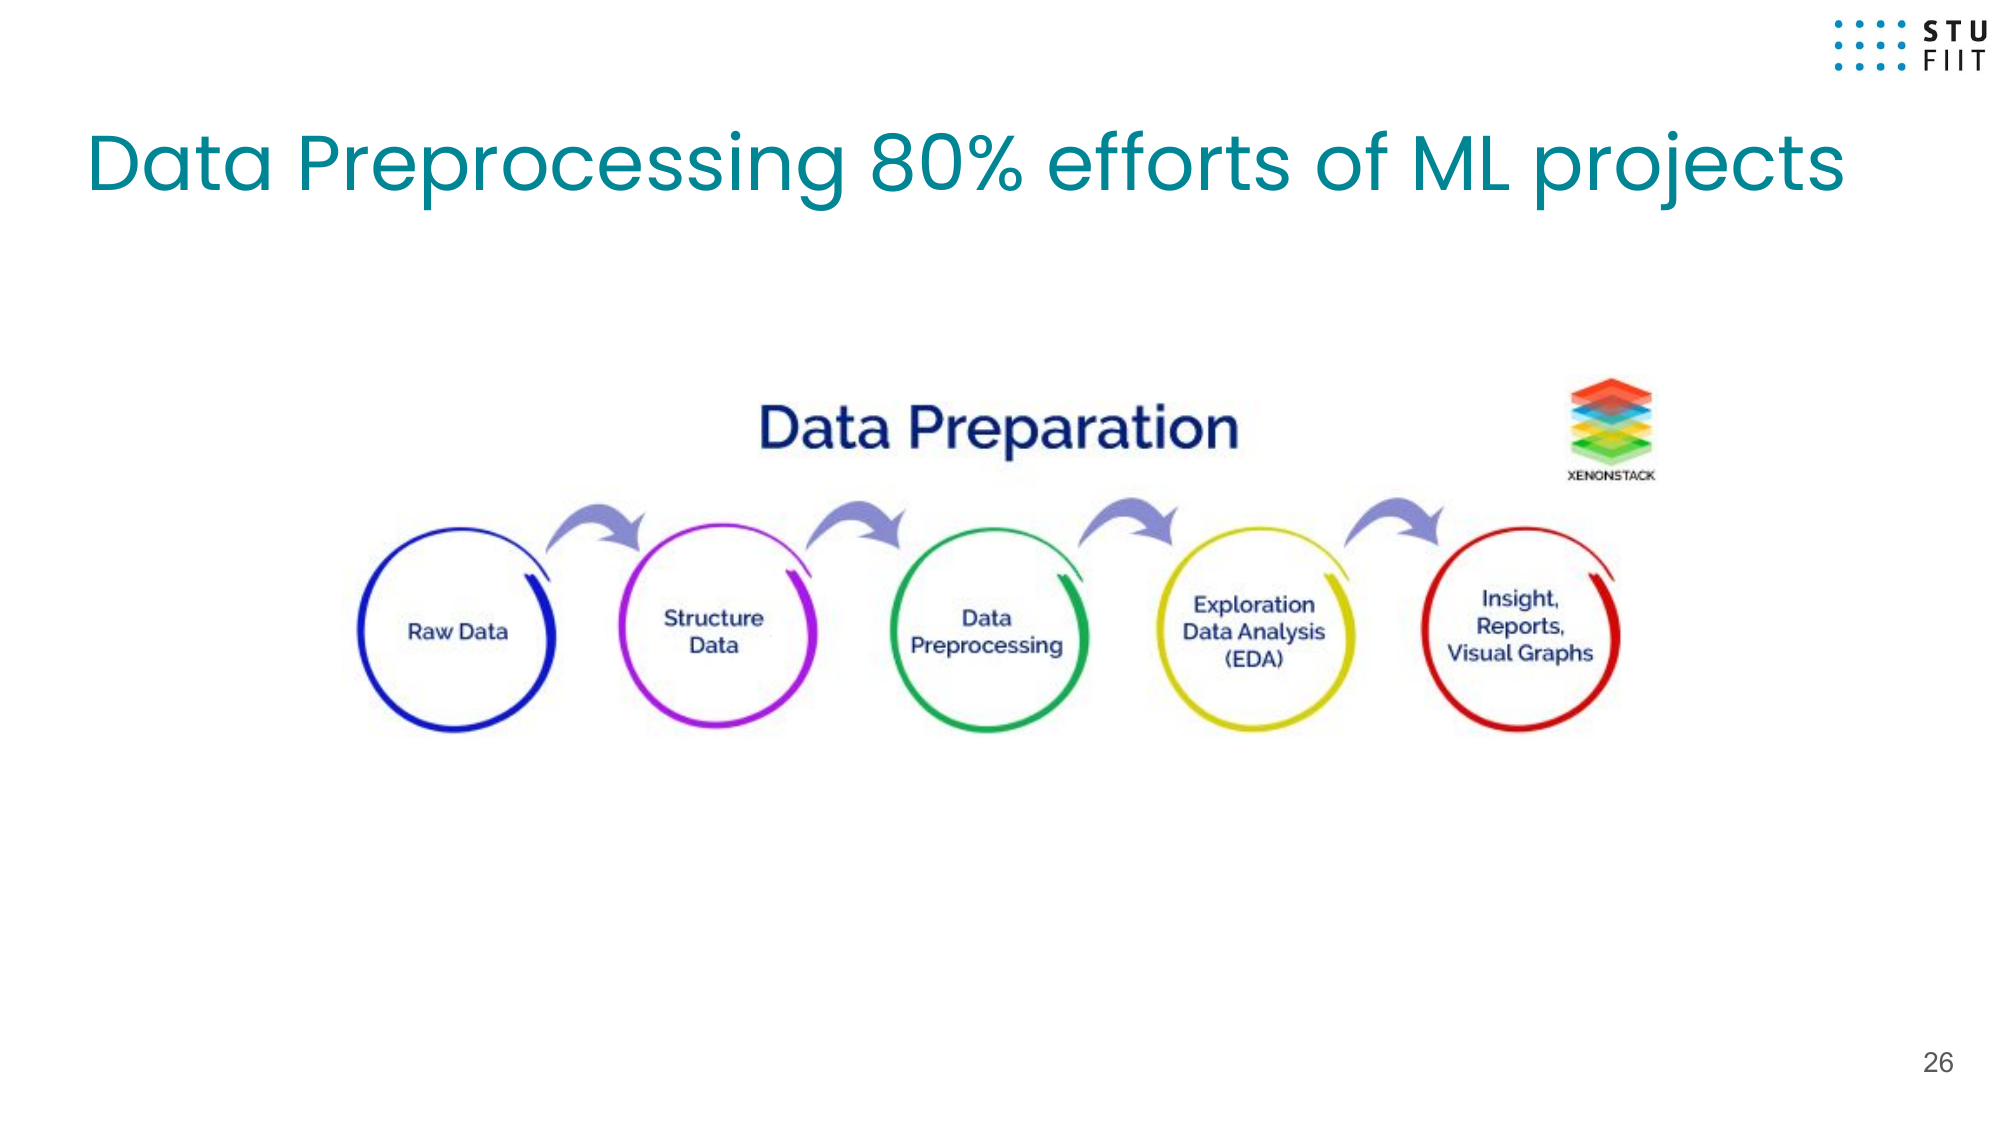 STU
FIIT
Data Preprocessing 80% efforts of ML projects
Data Preparation
XENONSTACK
Raw Data
Structure
Data
Data
Preprocessing
Exploration
Data Analysis
(EDA)
Insight,
Reports,
Visual Graphs
26